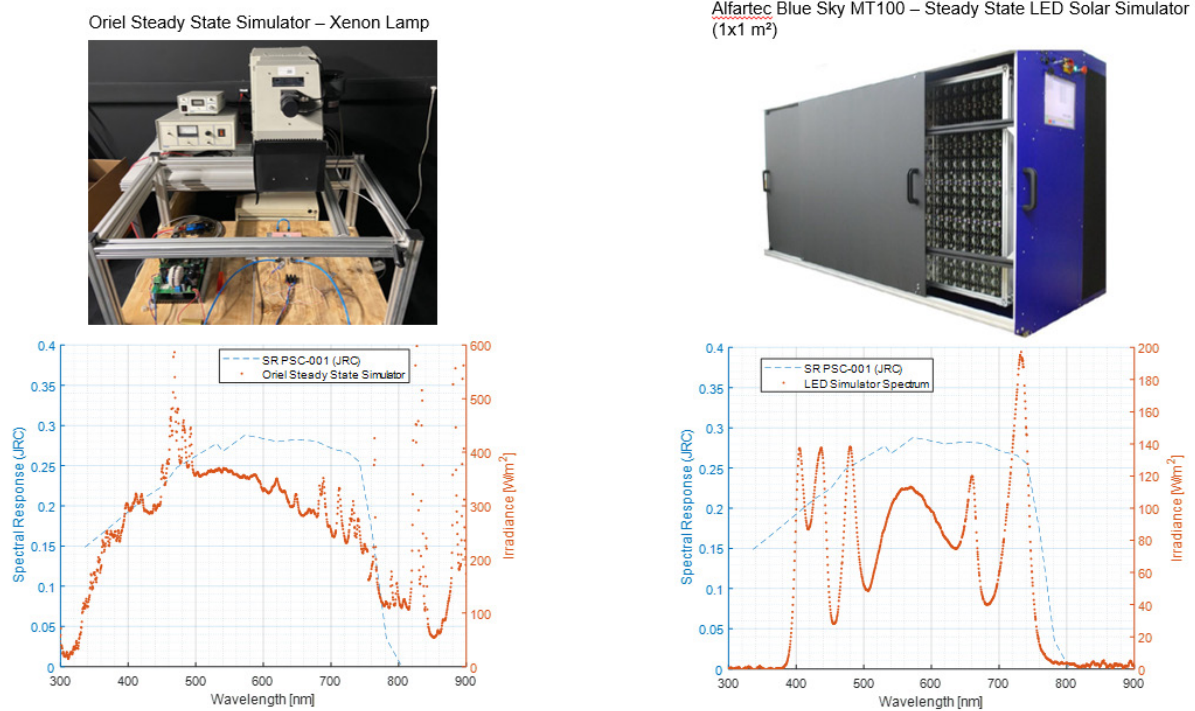 Oriel Steady State Simulator – Xenon Lamp
Alfartec Blue Sky MT100 – Steady State LED Solar Simulator
(1x1 m²)
0.4
0.35
0.3
0.25
0.2
0.15
0.1
0.05
0
Spectral Response (JRC)
SR PSC-001 (JRC)
Oriel Steady State Simulator
600
500
400
300
200
100
0
Irradiance [W/m²]
300 400 500 600 700 800 900
Wavelength [nm]
0.4
0.35
0.3
0.25
0.2
0.15
0.1
0.05
0
Spectral Response (JRC)
SR PSC-001 (JRC)
LED Simulator Spectrum
200
180
160
140
120
100
80
60
40
20
0
Irradiance [W/m²]
300 400 500 600 700 800 900
Wavelength [nm]